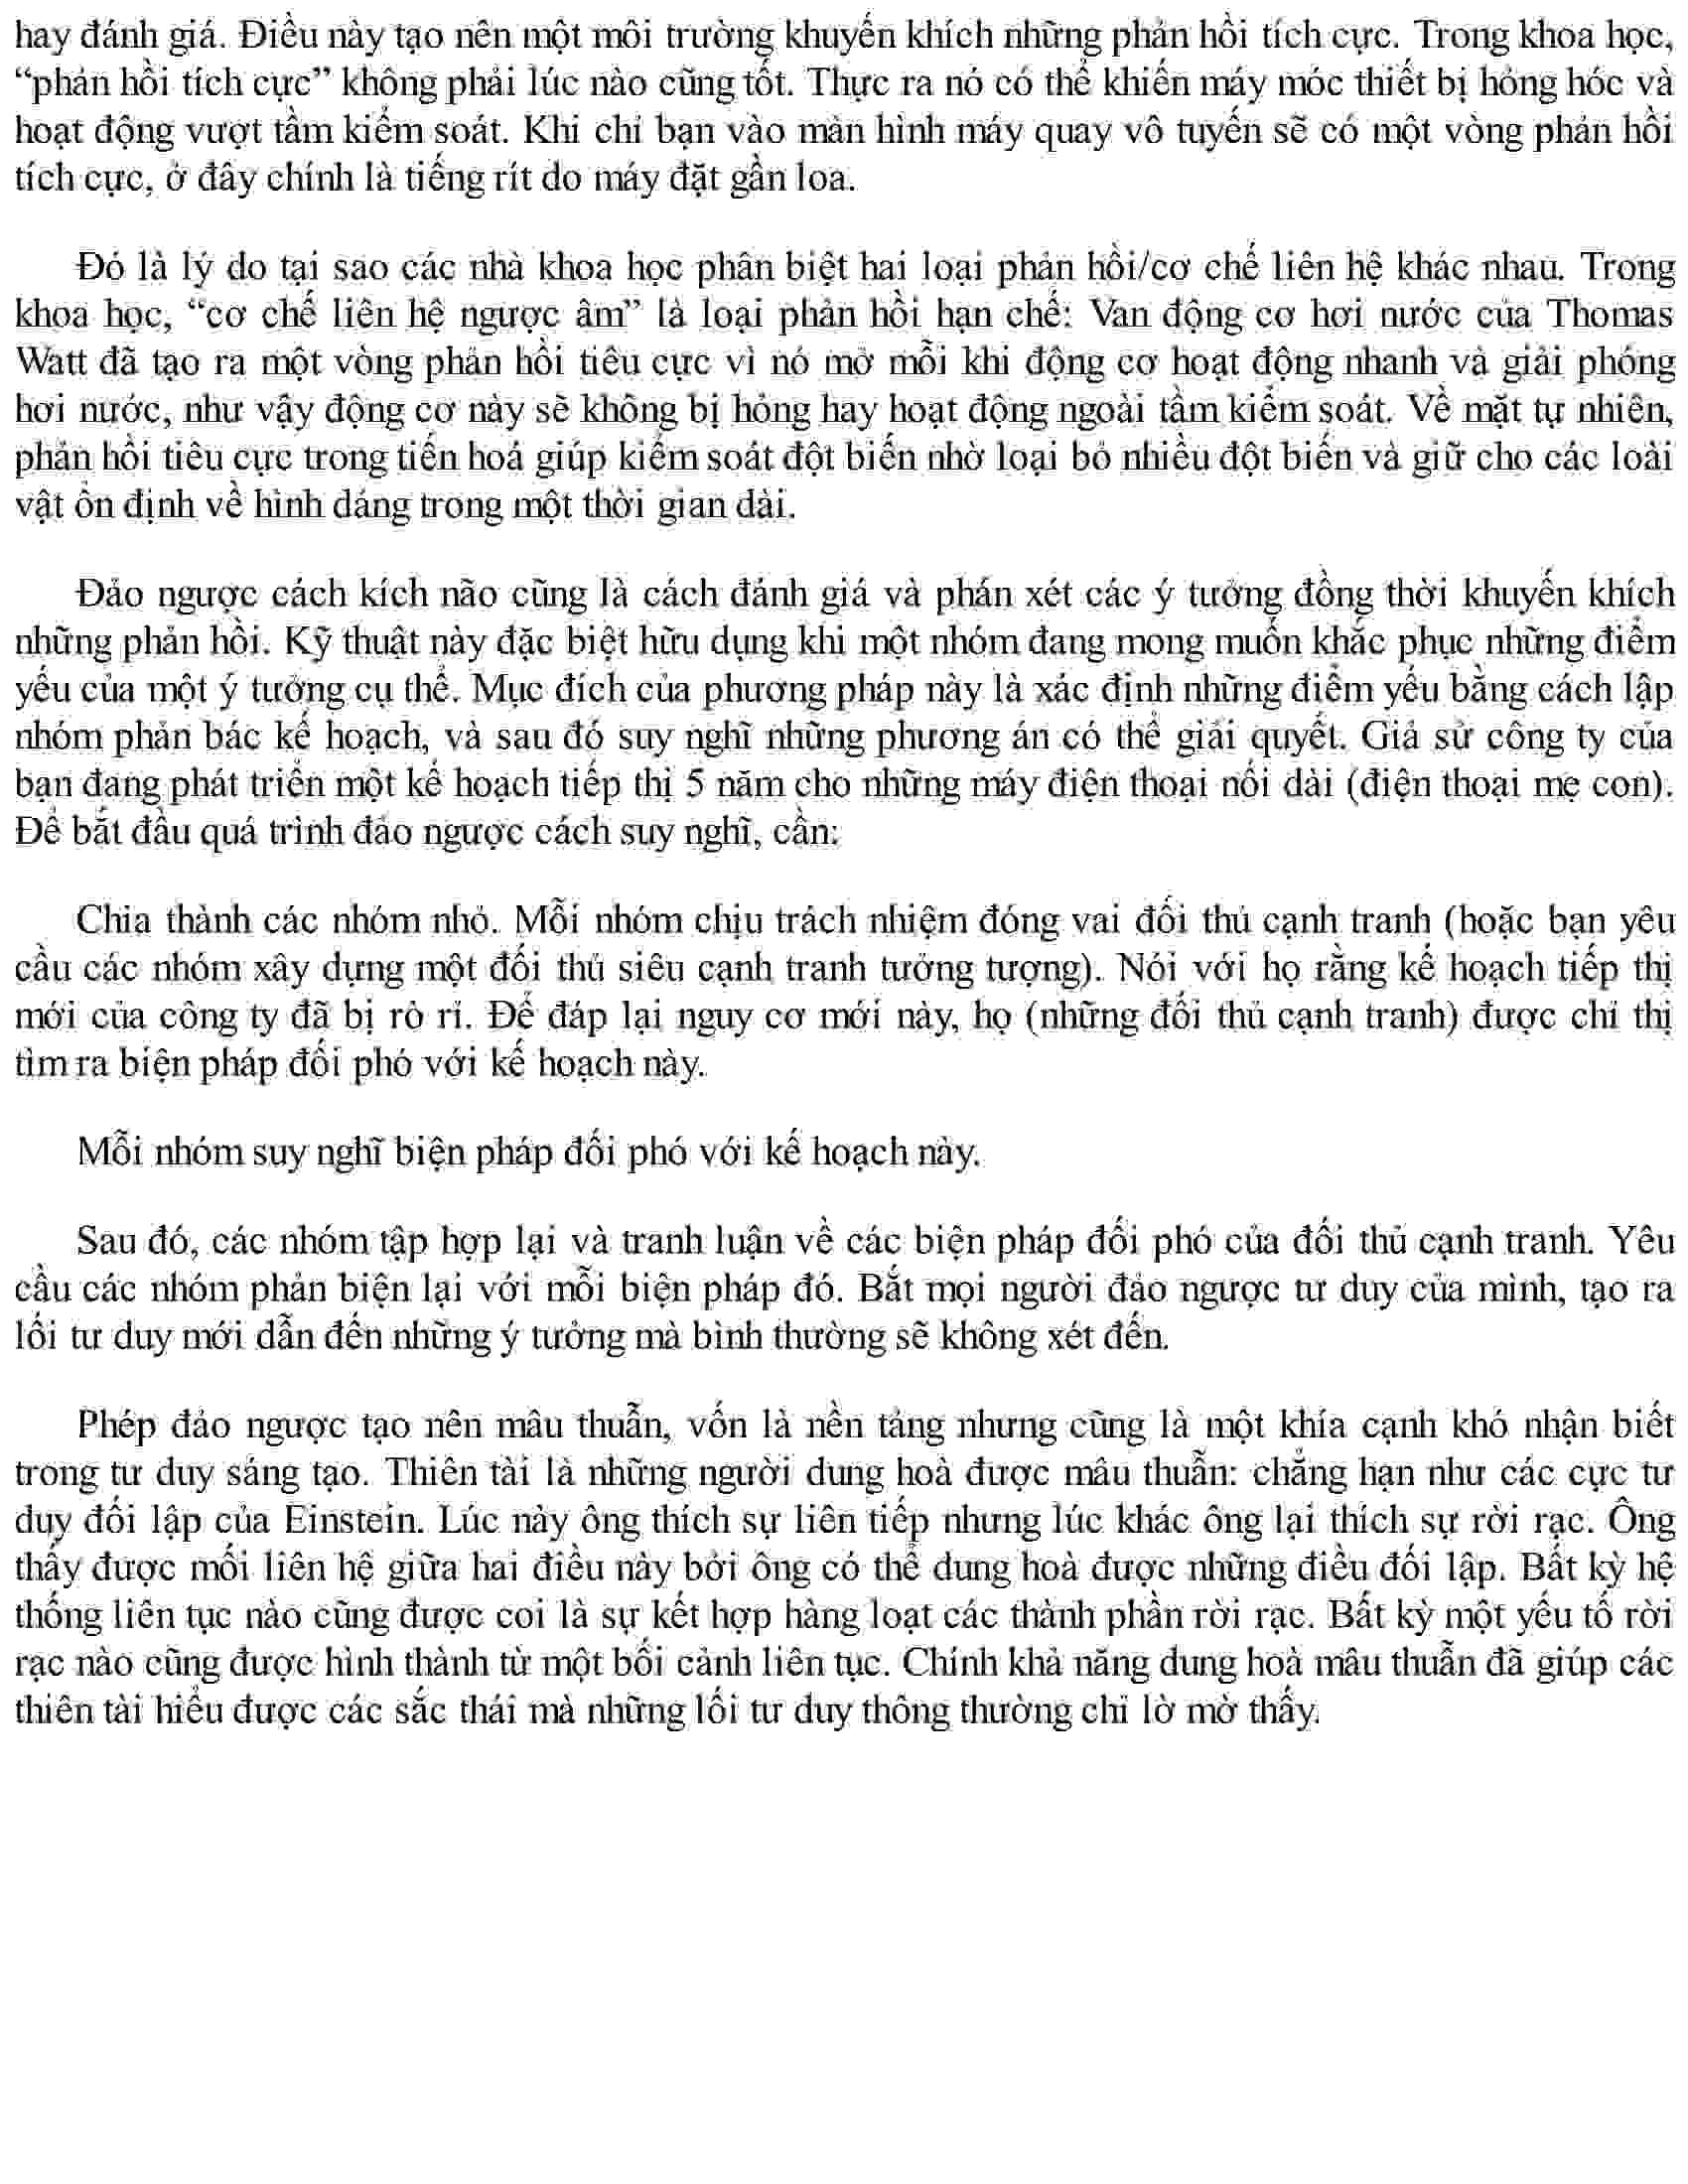 hay đánh giá. Điều này tạo nên một môi trường khuyến khích những phản hồi tích cực. Trong khoa học,
“phản hồi tích cực” không phải lúc nào cũng tốt. Thực ra nó có thể khiến máy móc thiết bị hỏng hóc và
hoạt động vượt tầm kiểm soát. Khi chỉ bạn vào màn hình máy quay vô tuyến sẽ có một vòng phản hồi
tích cực, ở đây chính là tiếng rít do máy đặt gần loa.
Đó là lý do tại sao các nhà khoa học phân biệt hai loại phản hồi/cơ chế liên hệ khác nhau. Trong
khoa học, “cơ chế liên hệ ngược âm” là loại phản hồi hạn chế: Van động cơ hơi nước của Thomas
Watt đã tạo ra một vòng phản hồi tiêu cực vì nó mở mỗi khi động cơ hoạt động nhanh và giải phóng
hơi nước, như vậy động cơ này sẽ không bị hỏng hay hoạt động ngoài tầm kiểm soát. Về mặt tự nhiên,
phản hồi tiêu cực trong tiến hoá giúp kiểm soát đột biến nhờ loại bỏ nhiều đột biến và giữ cho các loài
vật ổn định về hình dáng trong một thời gian dài.
Đảo ngược cách kích não cũng là cách đánh giá và phán xét các ý tưởng đồng thời khuyến khích
những phản hồi. Kỹ thuật này đặc biệt hữu dụng khi một nhóm đang mong muốn khắc phục những điểm
yếu của một ý tưởng cụ thể. Mục đích của phương pháp này là xác định những điểm yếu bằng cách lập
nhóm phản bác kế hoạch, và sau đó suy nghĩ những phương án có thể giải quyết. Giả sử công ty của
bạn đang phát triển một kế hoạch tiếp thị 5 năm cho những máy điện thoại nối dài (điện thoại mẹ con).
Để bắt đầu quá trình đảo ngược cách suy nghĩ, cần:
Chia thành các nhóm nhỏ. Mỗi nhóm chịu trách nhiệm đóng vai đối thủ cạnh tranh (hoặc bạn yêu
cầu các nhóm xây dựng một đối thủ siêu cạnh tranh tưởng tượng). Nói với họ rằng kế hoạch tiếp thị
mới của công ty đã bị rò rỉ. Để đáp lại nguy cơ mới này, họ (những đối thủ cạnh tranh) được chỉ thị
tìm ra biện pháp đối phó với kế hoạch này.
Mỗi nhóm suy nghĩ biện pháp đối phó với kế hoạch này.
Sau đó, các nhóm tập hợp lại và tranh luận về các biện pháp đối phó của đối thủ cạnh tranh. Yêu
cầu các nhóm phản biện lại với mỗi biện pháp đó. Bắt mọi người đảo ngược tư duy của mình, tạo ra
lối tư duy mới dẫn đến những ý tưởng mà bình thường sẽ không xét đến.
Phép đảo ngược tạo nên mâu thuẫn, vốn là nền tảng nhưng cũng là một khía cạnh khó nhận biết
trong tư duy sáng tạo. Thiên tài là những người dung hoà được mâu thuẫn: chẳng hạn như các cực tư
duy đối lập của Einstein. Lúc này ông thích sự liên tiếp nhưng lúc khác ông lại thích sự rời rạc. Ông
thấy được mối liên hệ giữa hai điều này bởi ông có thể dung hoà được những điều đối lập. Bất kỳ hệ
thống liên tục nào cũng được coi là sự kết hợp hàng loạt các thành phần rời rạc. Bất kỳ một yếu tố rời
rạc nào cũng được hình thành từ một bối cảnh liên tục. Chính khả năng dung hoà mâu thuẫn đã giúp các
thiên tài hiểu được các sắc thái mà những lối tư duy thông thường chỉ lờ mờ thấy.